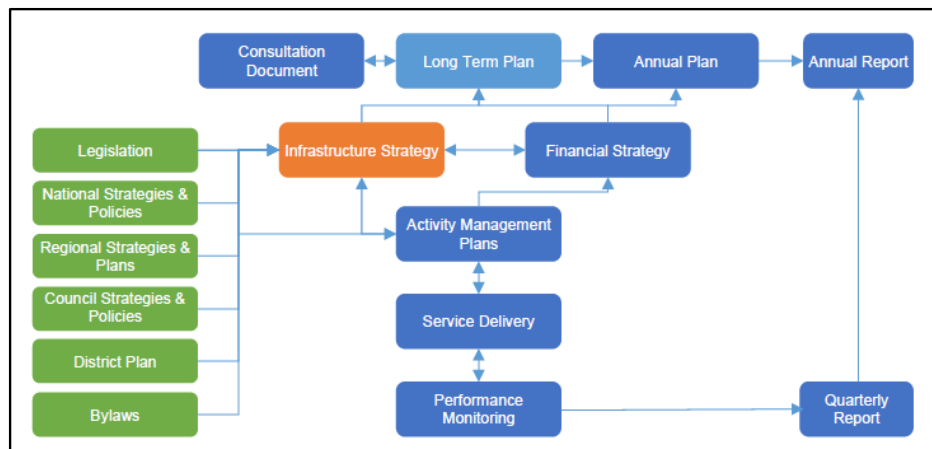 Consultation
Document
Long Term Plan
Annual Plan
Annual Report
Legislation
Infrastructure Strategy
Financial Strategy
National Strategies &
Policies
Activity Management
Plans
Regional Strategies &
Plans
Council Strategies &
Policies
Service Delivery
District Plan
Bylaws
Performance
Monitoring
Quarterly
Report